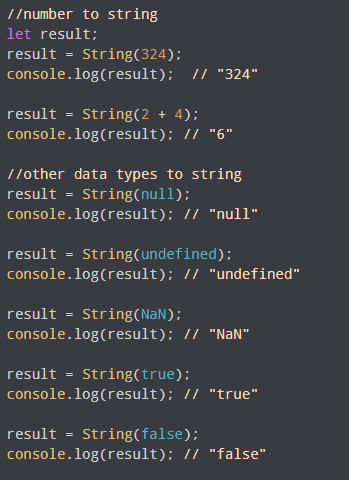 //number to string
let result;
result = String(324);
console.log(result);  // "324"
result = String(2 + 4);
console.log(result); // "6"
//other data types to string
result = String(null);
console.log(result); // "null"
result = String(undefined);
console.log(result); // "undefined"
result = String(NaN);
console.log(result); // "NaN"
result = String(true);
console.log(result); // "true"
result = String(false);
console.log(result); // "false"